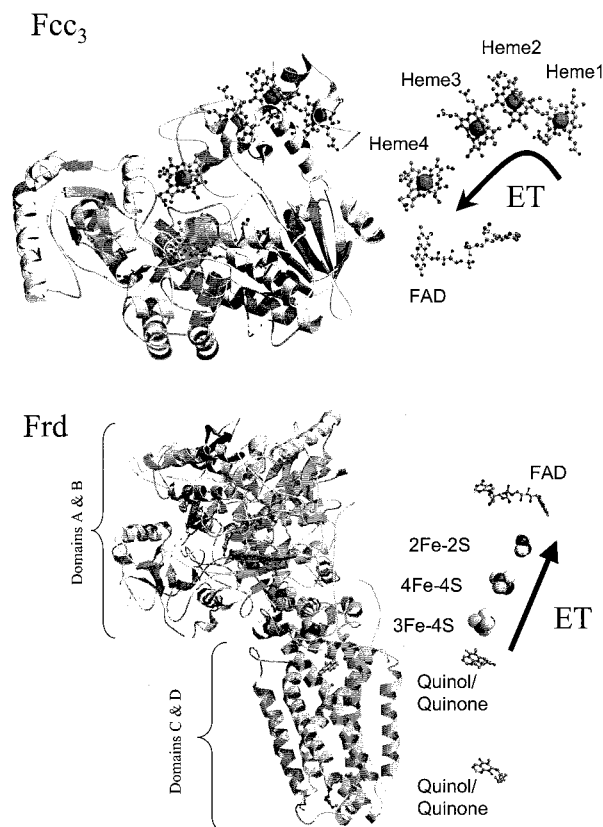 Fcc3
Heme2
Heme3
Heme1
Heme4
ET
FAD
Frd
Domains A & B
FAD
2Fe-2S
4Fe-4S
3Fe-4S
ET
Quinol/
Quinone
Domains C & D
Quinol/
Quinone